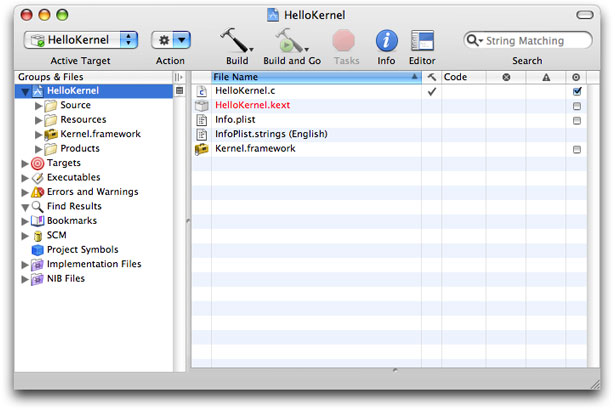 HelloKernel
HelloKernel
String Matching
Active Target Action Build Build and Go Tasks Info Editor Search
Groups & Files File Name Code
HelloKernel HelloKernel.c
Source HelloKernel.kext
Resources Info.plist
InfoPlist.strings (English)
Kernel.framework Kernel.framework
Products
Targets
Executables
Errors and Warnings
Find Results
Bookmarks
SCM
Project Symbols
Implementation Files
NIB Files